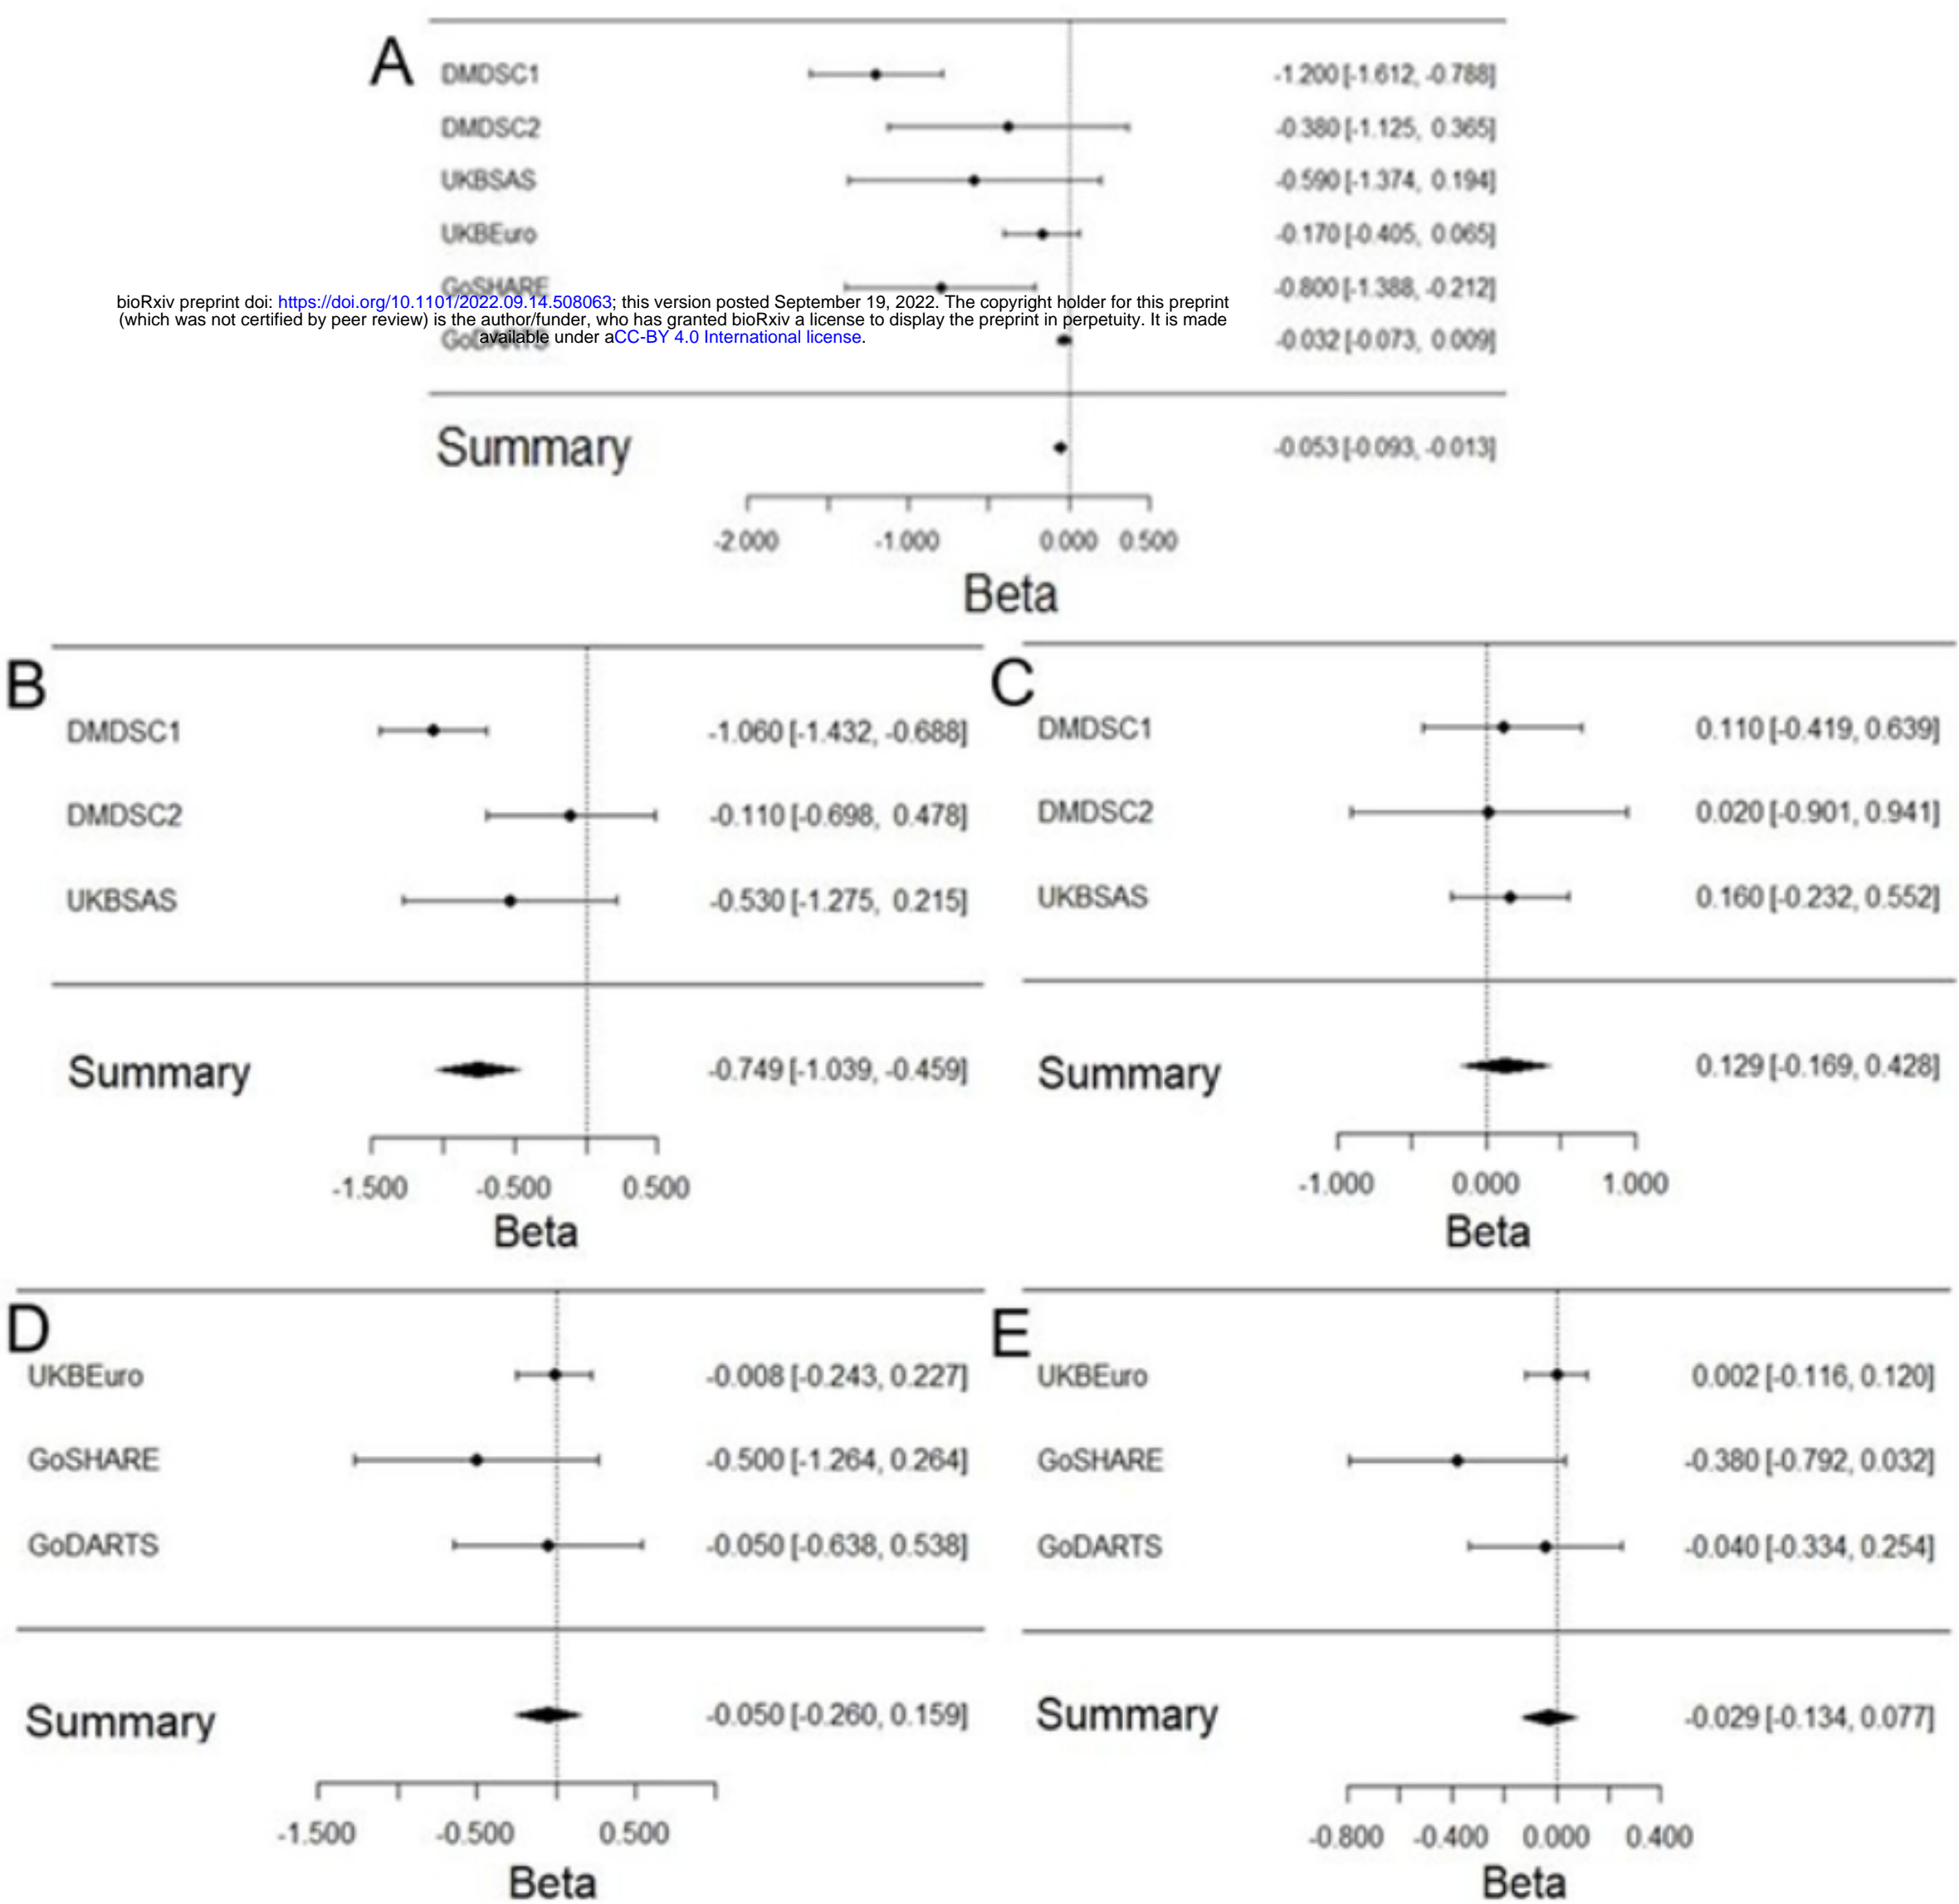 A
DMDSC1 -1.200 [-1.612, -0.788]
DMDSC2 -0.380 [-1.125, 0.365]
UKBSAS -0.590 [-1.374, 0.194]
UKBEuro -0.170 [-0.405, 0.065]
GoSHARE -0.800 [-1.388, -0.212]
bioRxiv preprint doi: https://doi.org/10.1101/2022.09.14.508063; this version posted September 19, 2022. The copyright holder for this preprint
(which was not certified by peer review) is the author/funder, who has granted bioRxiv a license to display the preprint in perpetuity. It is made
available under aCC-BY 4.0 International license.
GoDARTS -0.032 [-0.073, 0.009]
Summary -0.053 [-0.093, -0.013]
-2.000 -1.000 0.000 0.500
Beta
B
DMDSC1 -1.060 [-1.432, -0.688]
DMDSC2 -0.110 [-0.698, 0.478]
UKBSAS -0.530 [-1.275, 0.215]
Summary -0.749 [-1.039, -0.459]
-1.500 -0.500 0.500
Beta
C
DMDSC1 0.110 [-0.419, 0.639]
DMDSC2 0.020 [-0.901, 0.941]
UKBSAS 0.160 [-0.232, 0.552]
Summary 0.129 [-0.169, 0.428]
-1.000 0.000 1.000
Beta
D
UKBEuro -0.008 [-0.243, 0.227]
GoSHARE -0.500 [-1.264, 0.264]
GoDARTS -0.050 [-0.638, 0.538]
Summary -0.050 [-0.260, 0.159]
-1.500 -0.500 0.500
Beta
E
UKBEuro 0.002 [-0.116, 0.120]
GoSHARE -0.380 [-0.792, 0.032]
GoDARTS -0.040 [-0.334, 0.254]
Summary -0.029 [-0.134, 0.077]
-0.800 -0.400 0.000 0.400
Beta